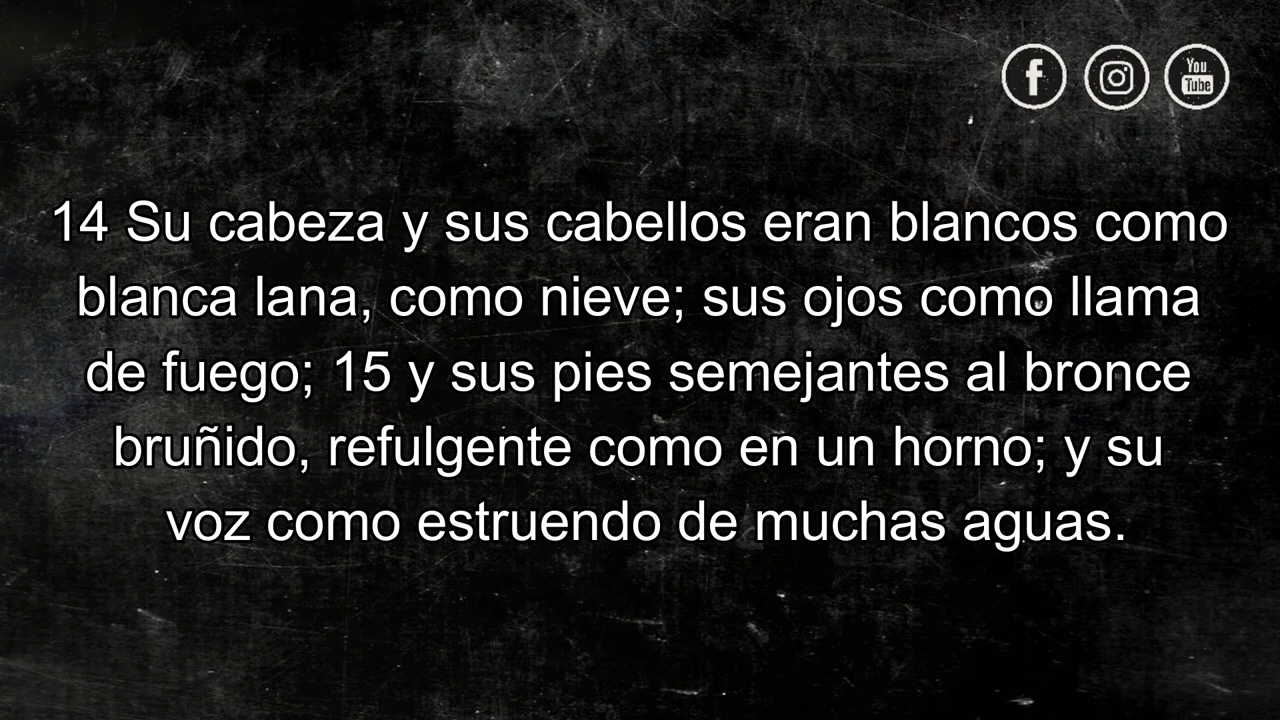 f
You
Tube
14 Su cabeza y sus cabellos eran blancos como
blanca lana, como nieve; sus ojos como llama
de fuego; 15 y sus pies semejantes al bronce
bruñido, refulgente como en un horno; y su
voz como estruendo de muchas aguas.